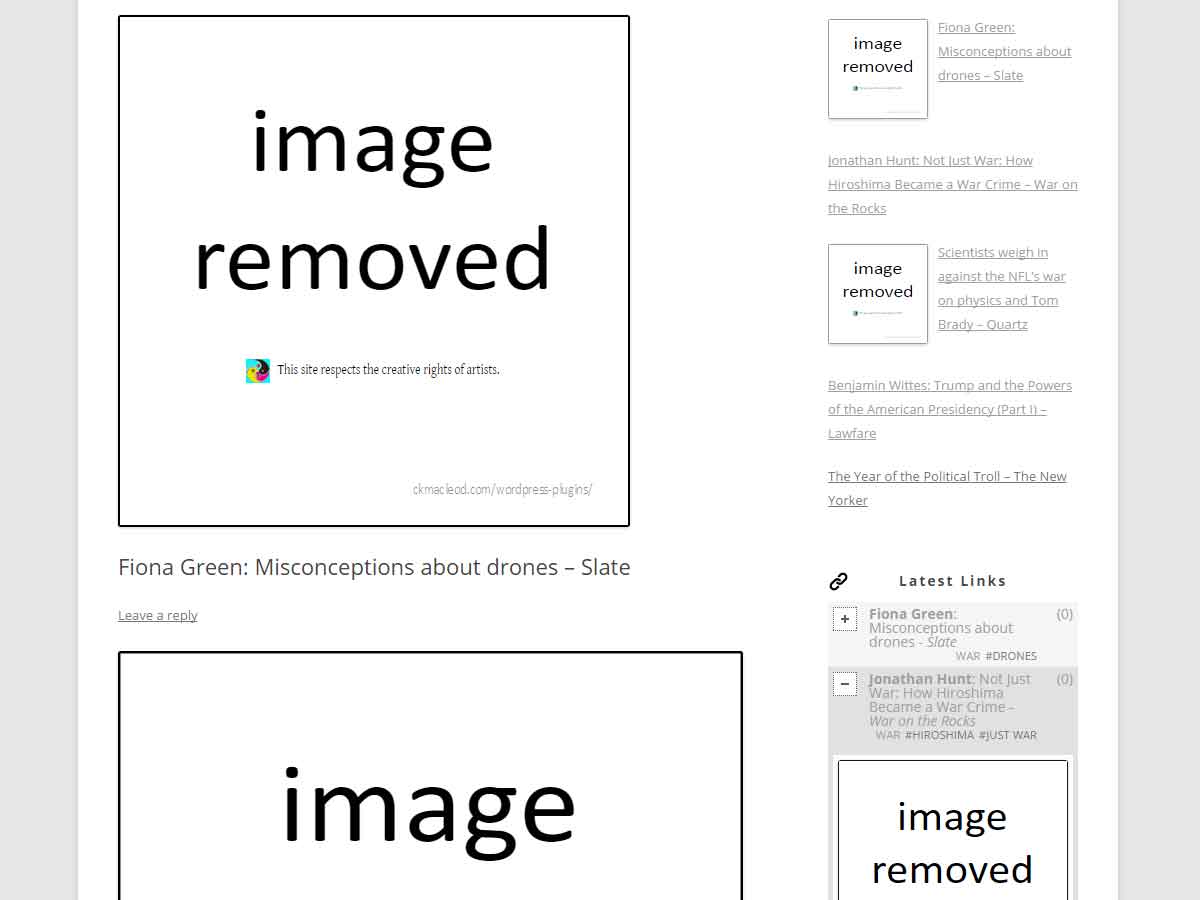 image
removed
This site respects the creative rights of artists.
ckmacleod.com/wordpress-plugins/
Fiona Green: Misconceptions about drones – Slate
Leave a reply
image
image
removed
Fiona Green:
Misconceptions about
drones – Slate
Jonathan Hunt: Not Just War: How
Hiroshima Became a War Crime – War on
the Rocks
image
removed
Scientists weigh in
against the NFL's war
on physics and Tom
Brady – Quartz
Benjamin Wittes: Trump and the Powers
of the American Presidency (Part I) –
Lawfare
The Year of the Political Troll – The New
Yorker
Latest Links
+ Fiona Green: (0)
Misconceptions about
drones - Slate
WAR #DRONES
– Jonathan Hunt: Not Just (0)
War: How Hiroshima
Became a War Crime -
War on the Rocks
WAR #HIROSHIMA #JUST WAR
image
removed